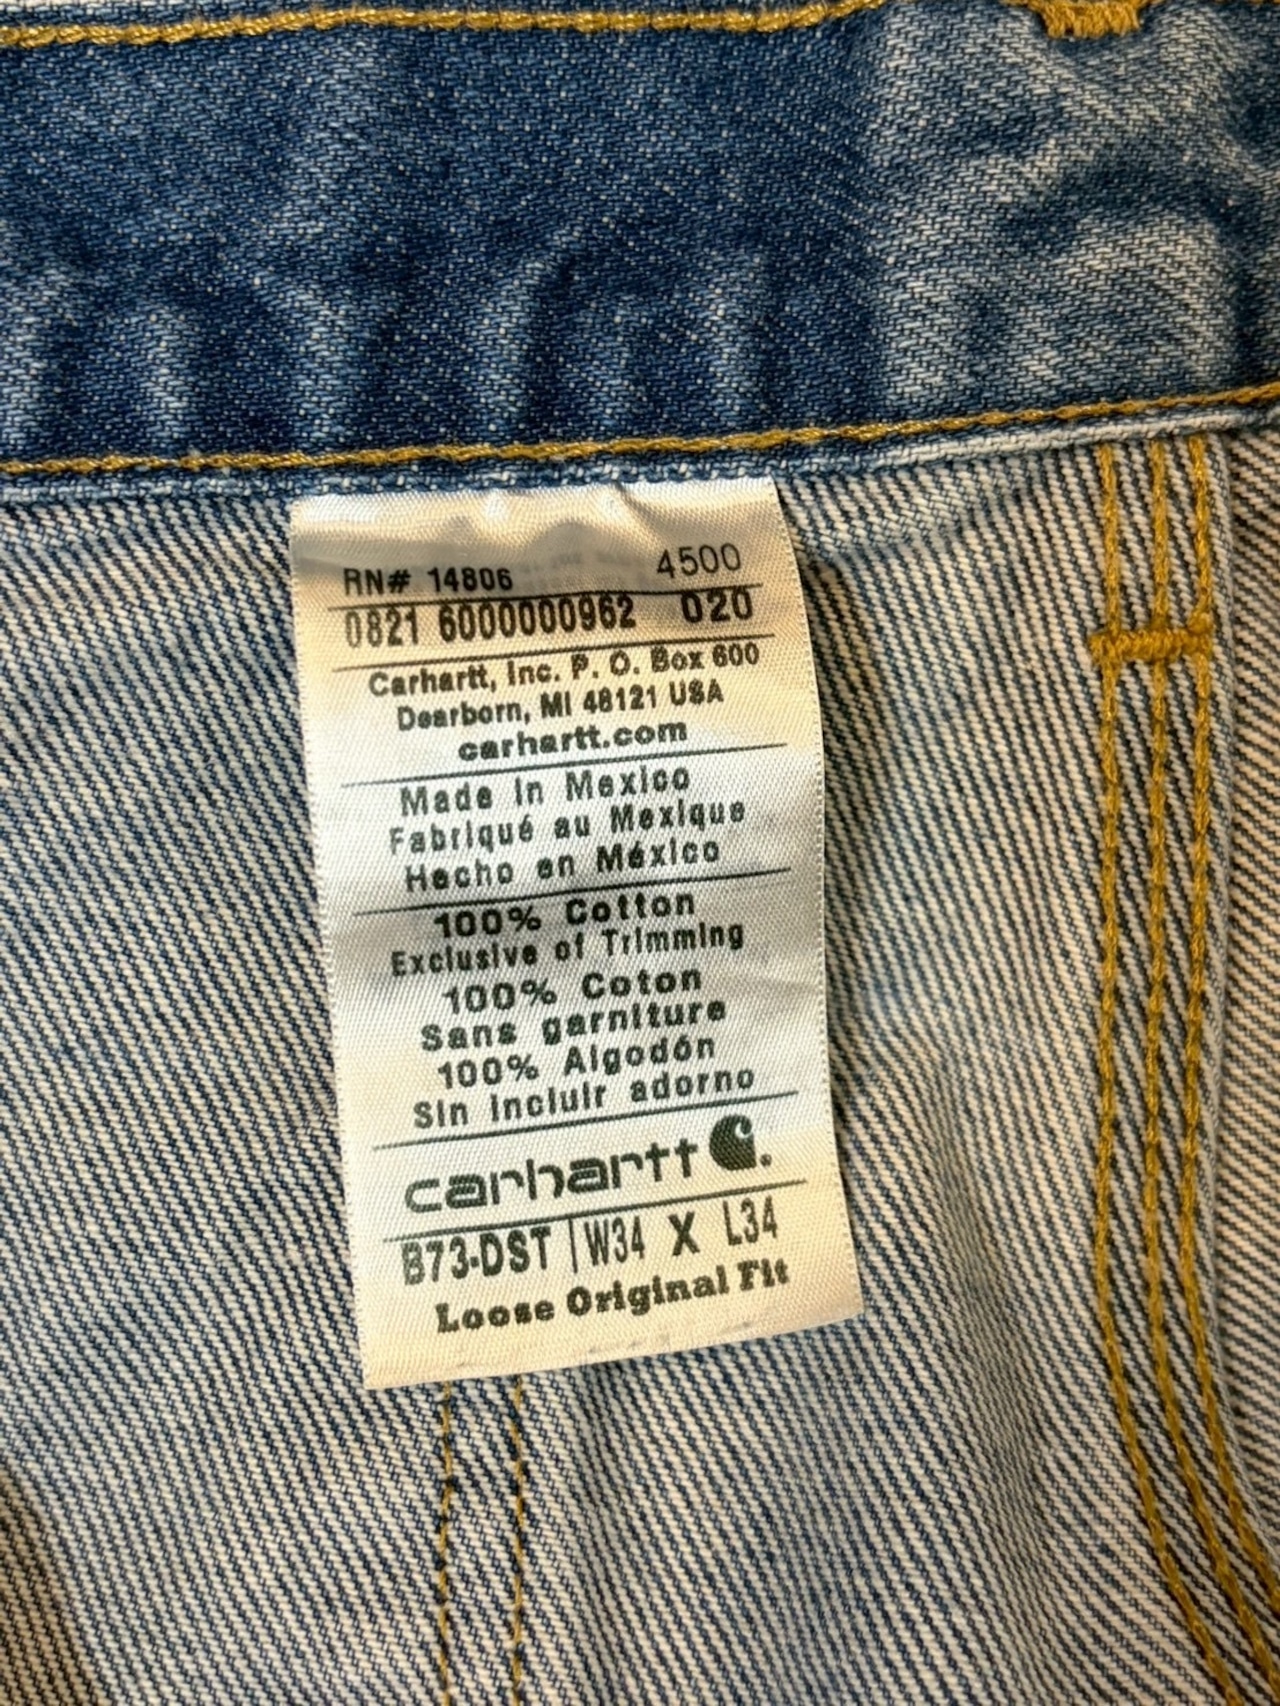 RN# 14806 4500
0821 6000000962 020
Carhartt, Inc. P. O. Box 600
Dearborn, MI 48121 USA
carhartt.com
Made in Mexico
Fabriqué au Mexique
Hecho en México
100% Cotton
Exclusive of Trimming
100% Coton
Sans garniture
100% Algodón
Sin incluir adorno
carhartt
B73-DST | W34 X L34
Loose Original Fit